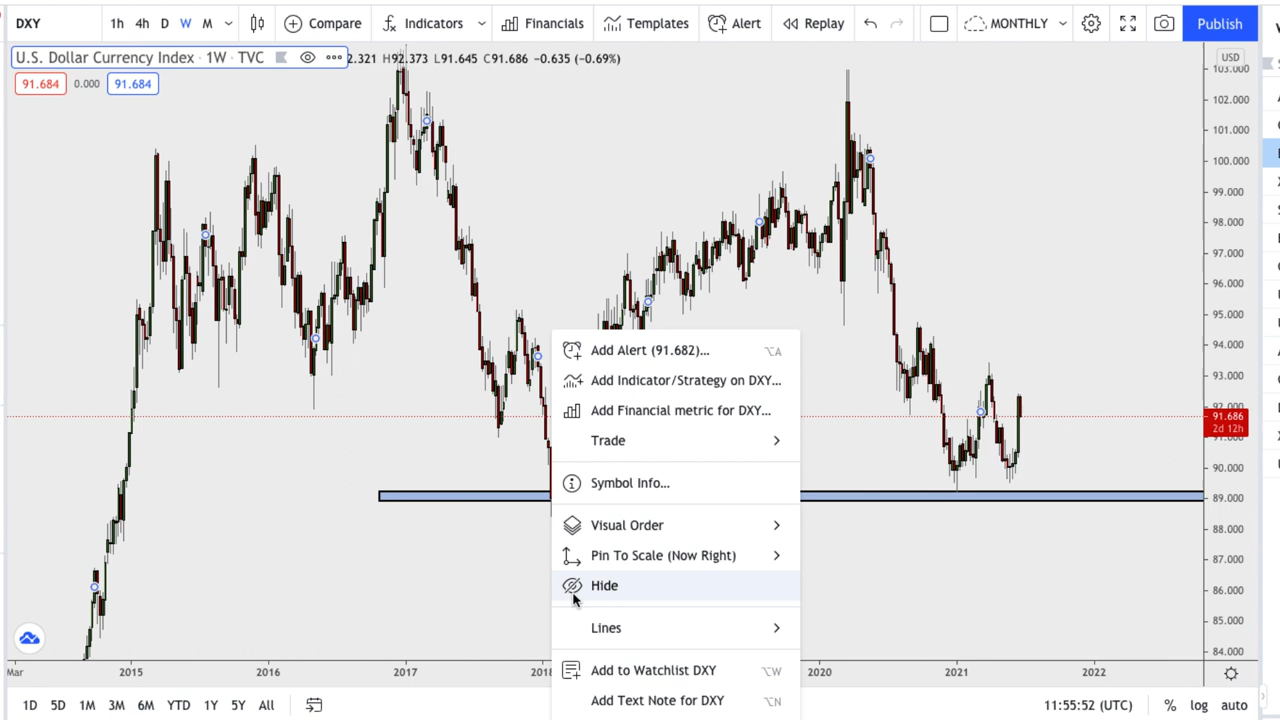 DXY 1h 4h D W M Compare Indicators Financials Templates Alert Replay MONTHLY Publish
U.S. Dollar Currency Index · 1W · TVC 2.321 H92.373 L91.645 C91.686 −0.635 (−0.69%) USD
91.684 0.000 91.684
103.000
102.000
101.000
100.000
99.000
98.000
97.000
96.000
95.000
94.000
93.000
92.000
91.686
2d 12h
91.000
90.000
89.000
88.000
87.000
86.000
85.000
84.000
Add Alert (91.682)... ⌥A
Add Indicator/Strategy on DXY...
Add Financial metric for DXY...
Trade
Symbol Info...
Visual Order
Pin To Scale (Now Right)
Hide
Lines
Add to Watchlist DXY ⌥W
Add Text Note for DXY ⌥N
Mar 2015 2016 2017 2018 2020 2021 2022
1D 5D 1M 3M 6M YTD 1Y 5Y All 11:55:52 (UTC) % log auto